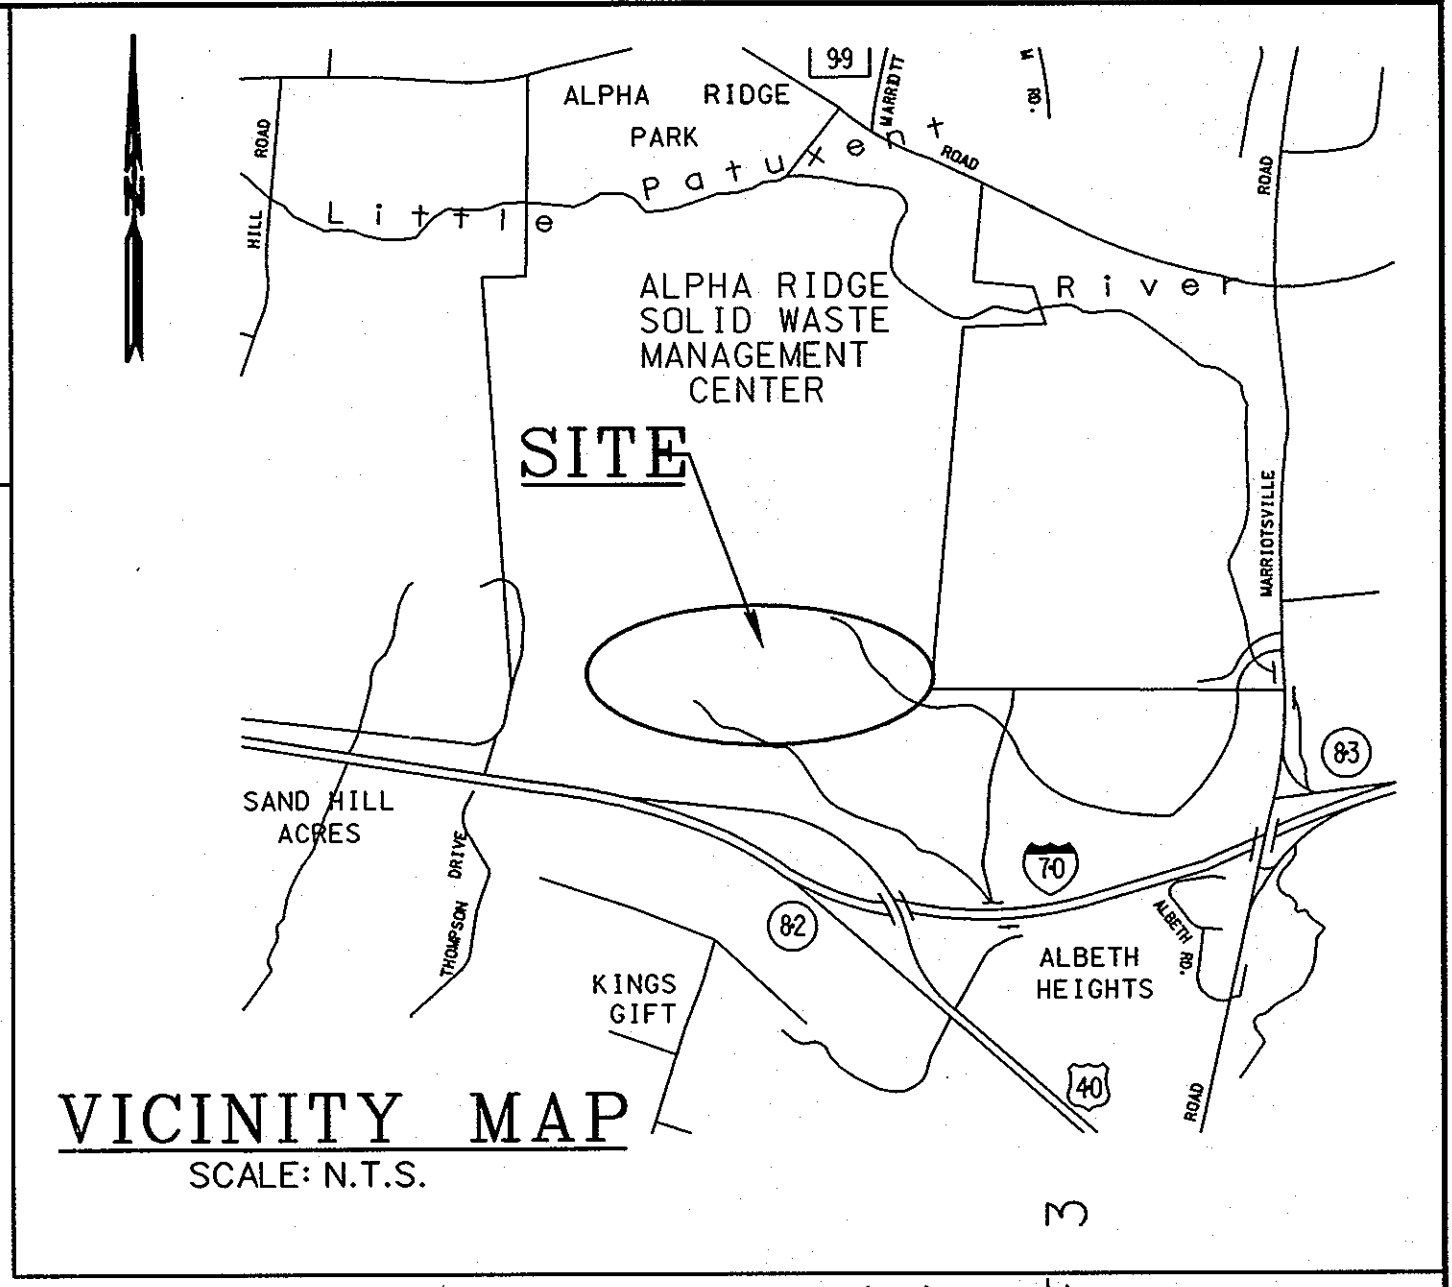 99
MARRIOTT
RD.
ALPHA RIDGE
PARK
ROAD
HILL
Little Patuxent River
ROAD
ROAD
N
ALPHA RIDGE
SOLID WASTE
MANAGEMENT
CENTER
SITE
MARRIOTSVILLE
83
SAND HILL
ACRES
THOMPSON DRIVE
70
82
ALBETH RD.
ALBETH
HEIGHTS
KINGS
GIFT
40
ROAD
VICINITY MAP
SCALE: N.T.S.
3